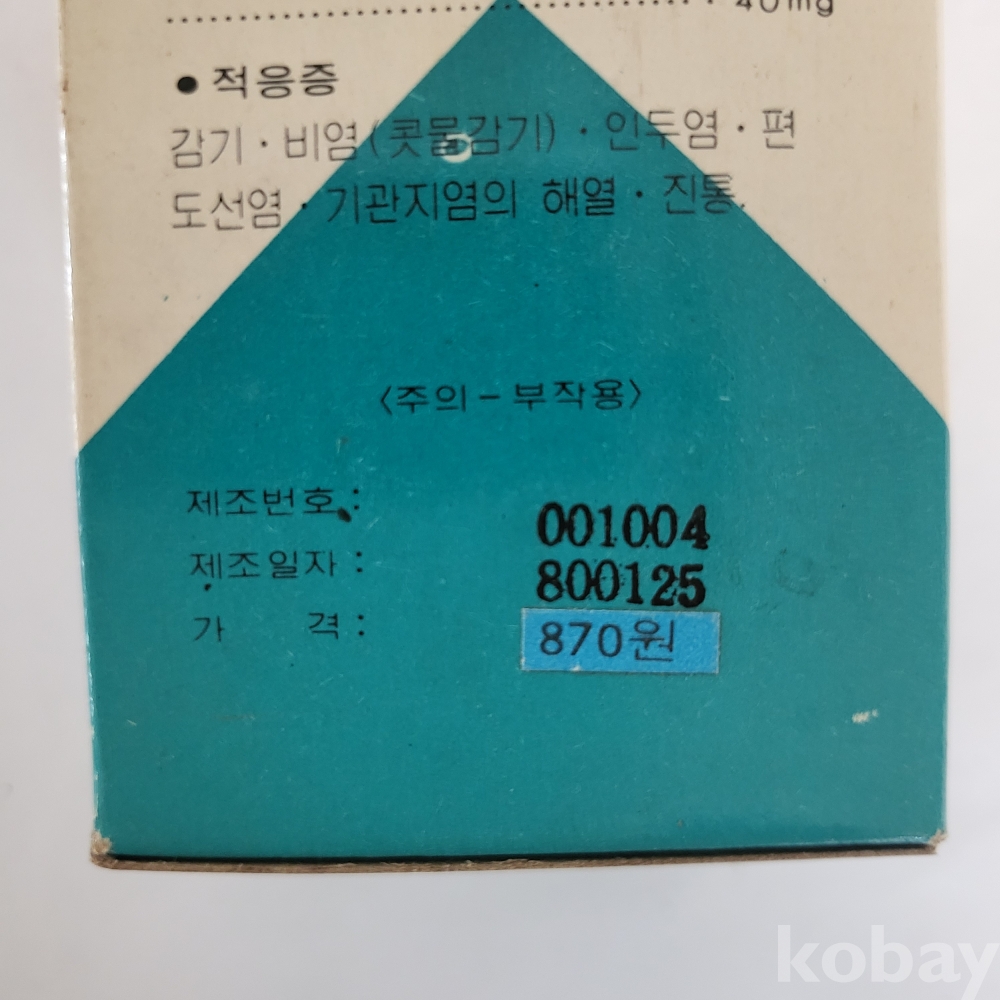 40mg
● 적응증
감기 · 비염 (콧물감기) · 인두염 · 편
도선염 · 기관지염의 해열 · 진통.
〈주의-부작용〉
제조번호 : 001004
제조일자 : 800125
가 격 : 870원
kobay